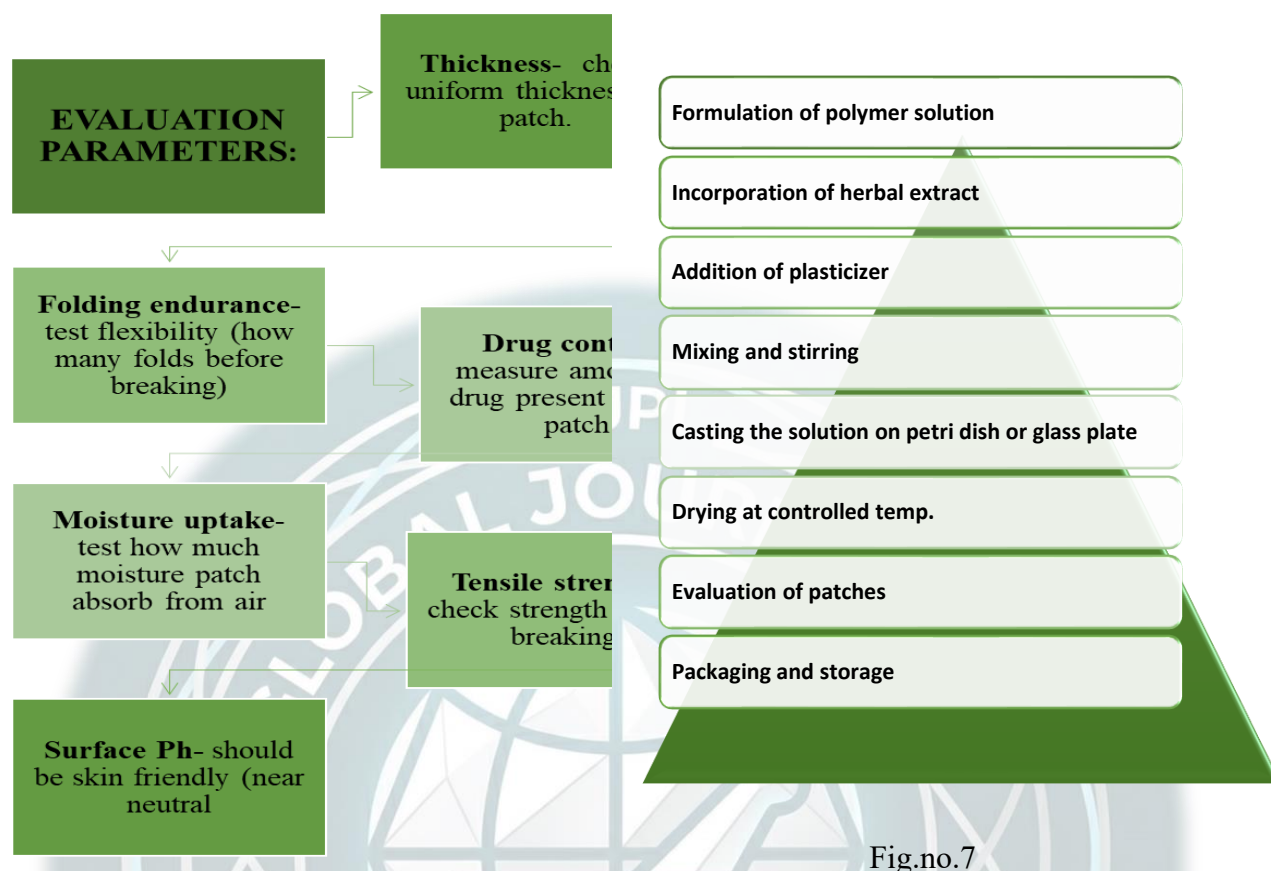 EVALUATION
PARAMETERS:
Thickness-
uniform
patch.
Folding endurance-
test flexibility (how
many folds before
breaking)
Drug
measure
drug present
patch
Moisture uptake-
test how much
moisture patch
absorb from air
Tensile
check strength
breaking
Surface Ph- should
be skin friendly (near
neutral
Formulation of polymer solution
Incorporation of herbal extract
Addition of plasticizer
Mixing and stirring
Casting the solution on petri dish or glass plate
Drying at controlled temp.
Evaluation of patches
Packaging and storage
Fig.no.7
GLOBAL